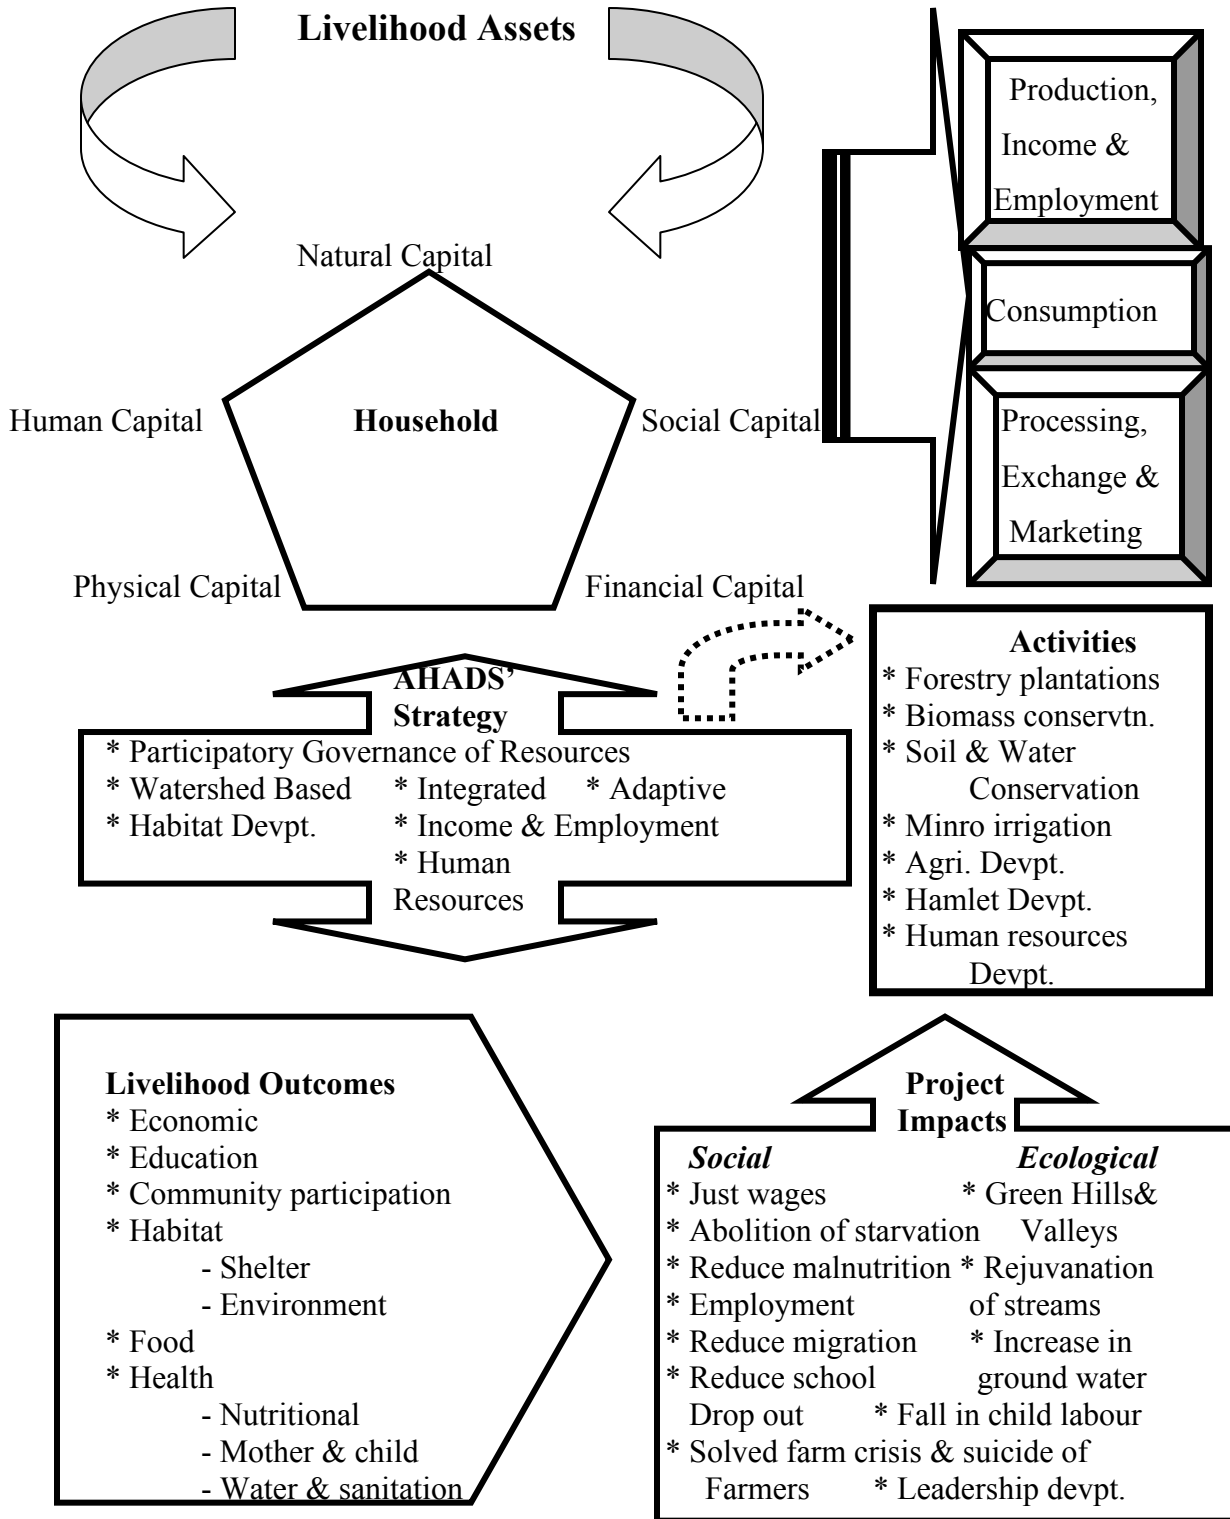 Livelihood Assets
Natural Capital
Human Capital
Household
Social Capital
Physical Capital
Financial Capital
Production,
Income &
Employment
Consumption
Processing,
Exchange &
Marketing
AHADS’
Strategy
* Participatory Governance of Resources
* Watershed Based * Integrated * Adaptive
* Habitat Devpt. * Income & Employment
* Human
Resources
Activities
* Forestry plantations
* Biomass conservtn.
* Soil & Water
Conservation
* Minro irrigation
* Agri. Devpt.
* Hamlet Devpt.
* Human resources
Devpt.
Livelihood Outcomes
* Economic
* Education
* Community participation
* Habitat
- Shelter
- Environment
* Food
* Health
- Nutritional
- Mother & child
- Water & sanitation
Project
Impacts
Social Ecological
* Just wages * Green Hills&
* Abolition of starvation Valleys
* Reduce malnutrition * Rejuvanation
* Employment of streams
* Reduce migration * Increase in
* Reduce school ground water
Drop out * Fall in child labour
* Solved farm crisis & suicide of
Farmers * Leadership devpt.